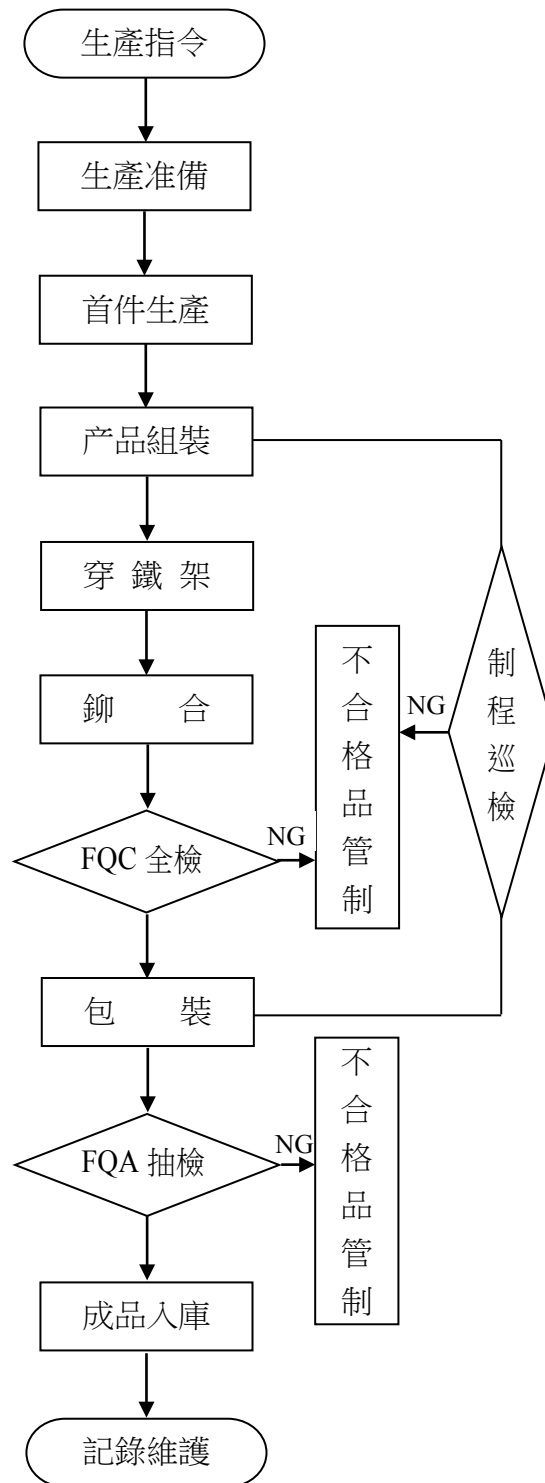 生產指令
生產准備
首件生產
产品組裝
穿 鐵 架
鉚 合
FQC 全檢
NG
不合格品管制
NG
制程巡檢
包 裝
FQA 抽檢
NG
不合格品管制
成品入庫
記錄維護